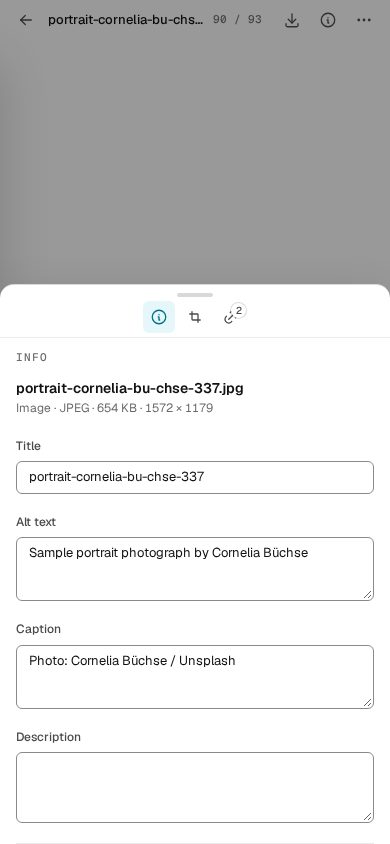 portrait-cornelia-bu-chs… 90 / 93
2
INFO
portrait-cornelia-bu-chse-337.jpg
Image · JPEG · 654 KB · 1572 × 1179
Title
portrait-cornelia-bu-chse-337
Alt text
Sample portrait photograph by Cornelia Büchse
Caption
Photo: Cornelia Büchse / Unsplash
Description